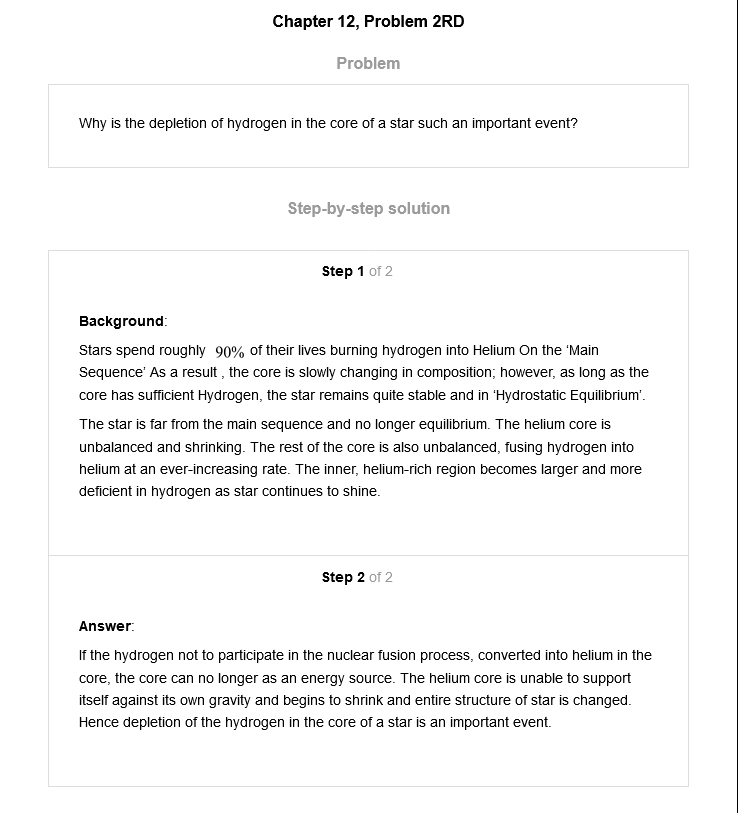 Chapter 12, Problem 2RD
Problem
Why is the depletion of hydrogen in the core of a star such an important event?
Step-by-step solution
Step 1 of 2
Background:
Stars spend roughly 90% of their lives burning hydrogen into Helium On the ‘Main
Sequence’ As a result , the core is slowly changing in composition; however, as long as the
core has sufficient Hydrogen, the star remains quite stable and in ‘Hydrostatic Equilibrium’.
The star is far from the main sequence and no longer equilibrium. The helium core is
unbalanced and shrinking. The rest of the core is also unbalanced, fusing hydrogen into
helium at an ever-increasing rate. The inner, helium-rich region becomes larger and more
deficient in hydrogen as star continues to shine.
Step 2 of 2
Answer:
If the hydrogen not to participate in the nuclear fusion process, converted into helium in the
core, the core can no longer as an energy source. The helium core is unable to support
itself against its own gravity and begins to shrink and entire structure of star is changed.
Hence depletion of the hydrogen in the core of a star is an important event.